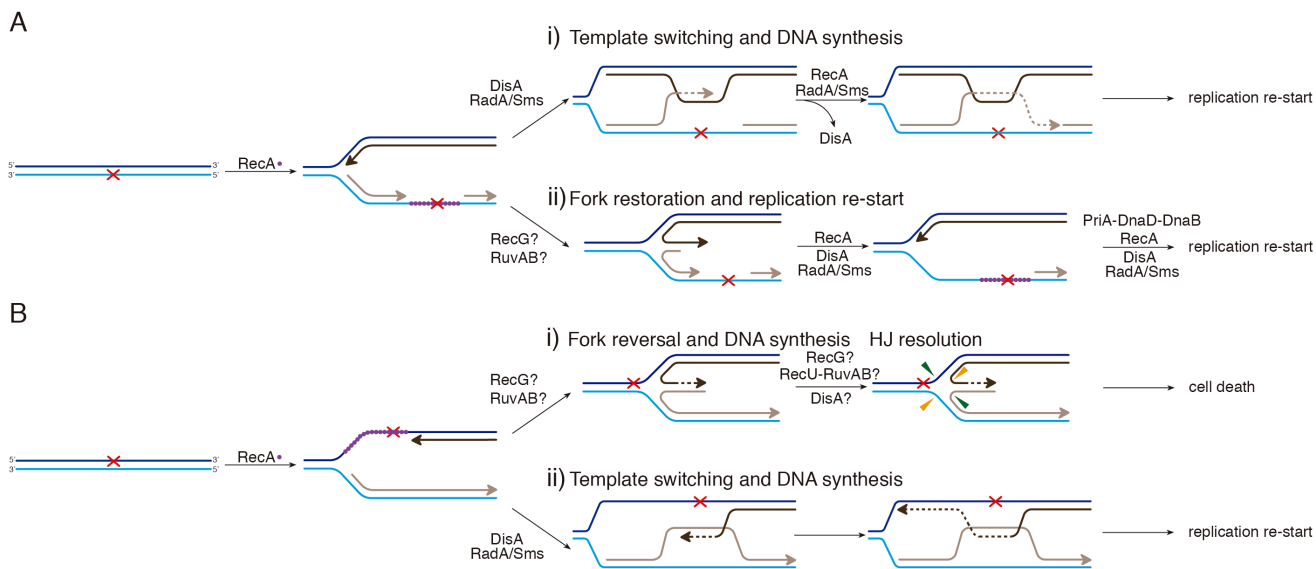 A
i) Template switching and DNA synthesis
DisA
RadA/Sms
RecA
RadA/Sms
DisA
replication re-start
5' 3'
3' 5'
RecA
ii) Fork restoration and replication re-start
RecG?
RuvAB?
RecA
DisA
RadA/Sms
PriA-DnaD-DnaB
RecA
DisA
RadA/Sms
replication re-start
B
i) Fork reversal and DNA synthesis HJ resolution
RecG?
RuvAB?
RecG?
RecU-RuvAB?
DisA?
cell death
5' 3'
3' 5'
RecA
ii) Template switching and DNA synthesis
DisA
RadA/Sms
replication re-start